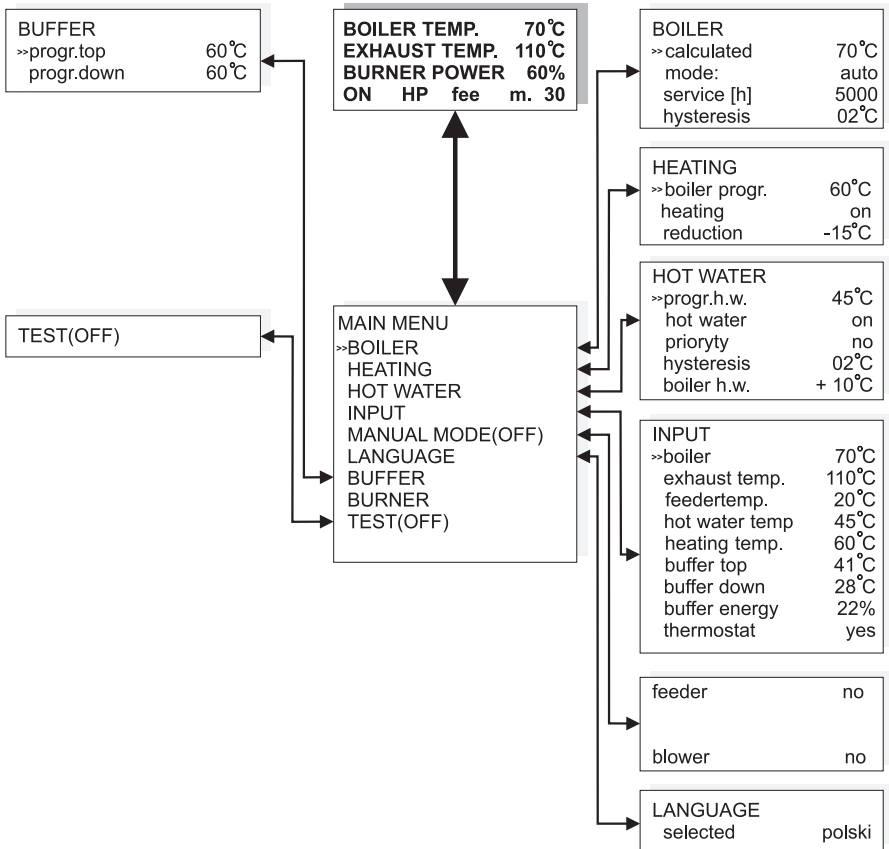 BUFFER
»progr.top 60°C
progr.down 60°C
BOILER TEMP. 70°C
EXHAUST TEMP. 110°C
BURNER POWER 60%
ON HP fee m. 30
BOILER
»calculated 70°C
mode: auto
service [h] 5000
hysteresis 02°C
HEATING
»boiler progr. 60°C
heating on
reduction -15°C
HOT WATER
»progr.h.w. 45°C
hot water on
prioryty no
hysteresis 02°C
boiler h.w. + 10°C
TEST(OFF)
MAIN MENU
»BOILER
HEATING
HOT WATER
INPUT
MANUAL MODE(OFF)
LANGUAGE
BUFFER
BURNER
TEST(OFF)
INPUT
»boiler 70°C
exhaust temp. 110°C
feedertemp. 20°C
hot water temp 45°C
heating temp. 60°C
buffer top 41°C
buffer down 28°C
buffer energy 22%
thermostat yes
feeder no
blower no
LANGUAGE
selected polski